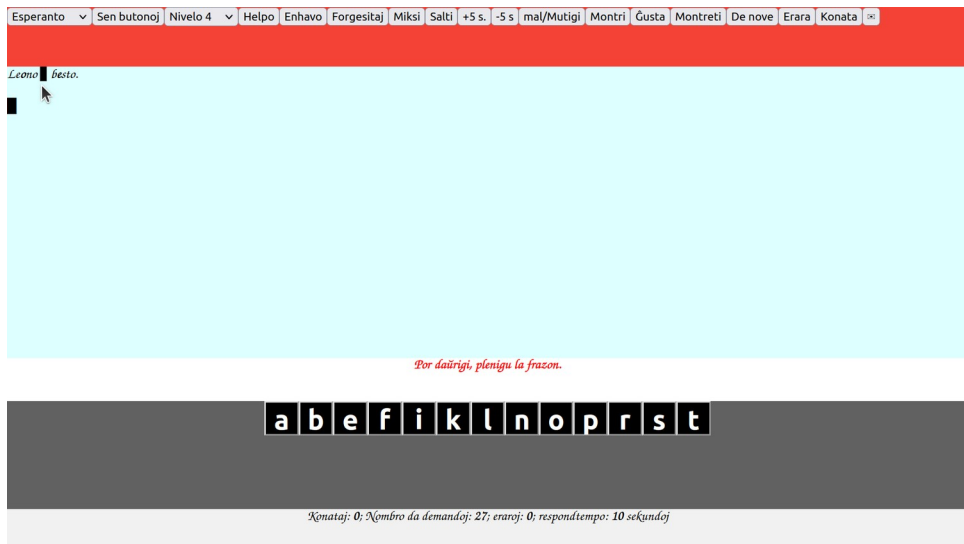 Esperanto Sen butonoj Nivelo 4 Helpo Enhavo Forgesitaj Miksi Salti +5 s. -5 s mal/Mutigi Montri Ĝusta Montreti De nove Erara Konata ✉
Leono besto.
Por daŭrigi, plenigu la frazon.
a b e f i k l n o p r s t
Konataj: 0; Nombro da demandoj: 27; eraroj: 0; respondtempo: 10 sekundoj